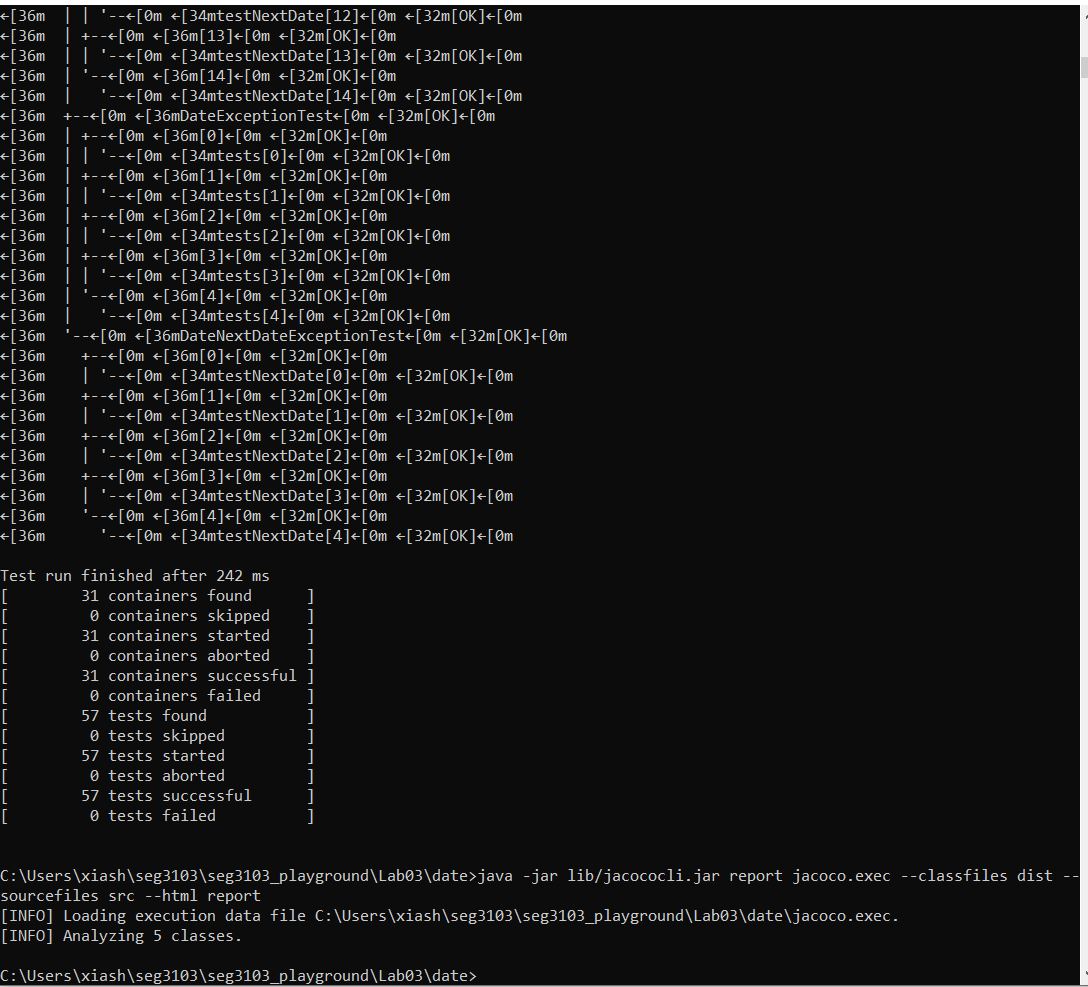 ←[36m  | | '--←[0m ←[34mtestNextDate[12]←[0m ←[32m[OK]←[0m
←[36m  | +--←[0m ←[36m[13]←[0m ←[32m[OK]←[0m
←[36m  | | '--←[0m ←[34mtestNextDate[13]←[0m ←[32m[OK]←[0m
←[36m  | '--←[0m ←[36m[14]←[0m ←[32m[OK]←[0m
←[36m  |   '--←[0m ←[34mtestNextDate[14]←[0m ←[32m[OK]←[0m
←[36m  +--←[0m ←[36mDateExceptionTest←[0m ←[32m[OK]←[0m
←[36m  | +--←[0m ←[36m[0]←[0m ←[32m[OK]←[0m
←[36m  | | '--←[0m ←[34mtests[0]←[0m ←[32m[OK]←[0m
←[36m  | +--←[0m ←[36m[1]←[0m ←[32m[OK]←[0m
←[36m  | | '--←[0m ←[34mtests[1]←[0m ←[32m[OK]←[0m
←[36m  | +--←[0m ←[36m[2]←[0m ←[32m[OK]←[0m
←[36m  | | '--←[0m ←[34mtests[2]←[0m ←[32m[OK]←[0m
←[36m  | +--←[0m ←[36m[3]←[0m ←[32m[OK]←[0m
←[36m  | | '--←[0m ←[34mtests[3]←[0m ←[32m[OK]←[0m
←[36m  | '--←[0m ←[36m[4]←[0m ←[32m[OK]←[0m
←[36m  |   '--←[0m ←[34mtests[4]←[0m ←[32m[OK]←[0m
←[36m  '--←[0m ←[36mDateNextDateExceptionTest←[0m ←[32m[OK]←[0m
←[36m    +--←[0m ←[36m[0]←[0m ←[32m[OK]←[0m
←[36m    | '--←[0m ←[34mtestNextDate[0]←[0m ←[32m[OK]←[0m
←[36m    +--←[0m ←[36m[1]←[0m ←[32m[OK]←[0m
←[36m    | '--←[0m ←[34mtestNextDate[1]←[0m ←[32m[OK]←[0m
←[36m    +--←[0m ←[36m[2]←[0m ←[32m[OK]←[0m
←[36m    | '--←[0m ←[34mtestNextDate[2]←[0m ←[32m[OK]←[0m
←[36m    +--←[0m ←[36m[3]←[0m ←[32m[OK]←[0m
←[36m    | '--←[0m ←[34mtestNextDate[3]←[0m ←[32m[OK]←[0m
←[36m    '--←[0m ←[36m[4]←[0m ←[32m[OK]←[0m
←[36m      '--←[0m ←[34mtestNextDate[4]←[0m ←[32m[OK]←[0m

Test run finished after 242 ms
[        31 containers found      ]
[         0 containers skipped    ]
[        31 containers started    ]
[         0 containers aborted    ]
[        31 containers successful ]
[         0 containers failed     ]
[        57 tests found           ]
[         0 tests skipped         ]
[        57 tests started         ]
[         0 tests aborted         ]
[        57 tests successful      ]
[         0 tests failed          ]

C:\Users\xiash\seg3103\seg3103_playground\Lab03\date>java -jar lib/jacococli.jar report jacoco.exec --classfiles dist --
sourcefiles src --html report
[INFO] Loading execution data file C:\Users\xiash\seg3103\seg3103_playground\Lab03\date\jacoco.exec.
[INFO] Analyzing 5 classes.

C:\Users\xiash\seg3103\seg3103_playground\Lab03\date>